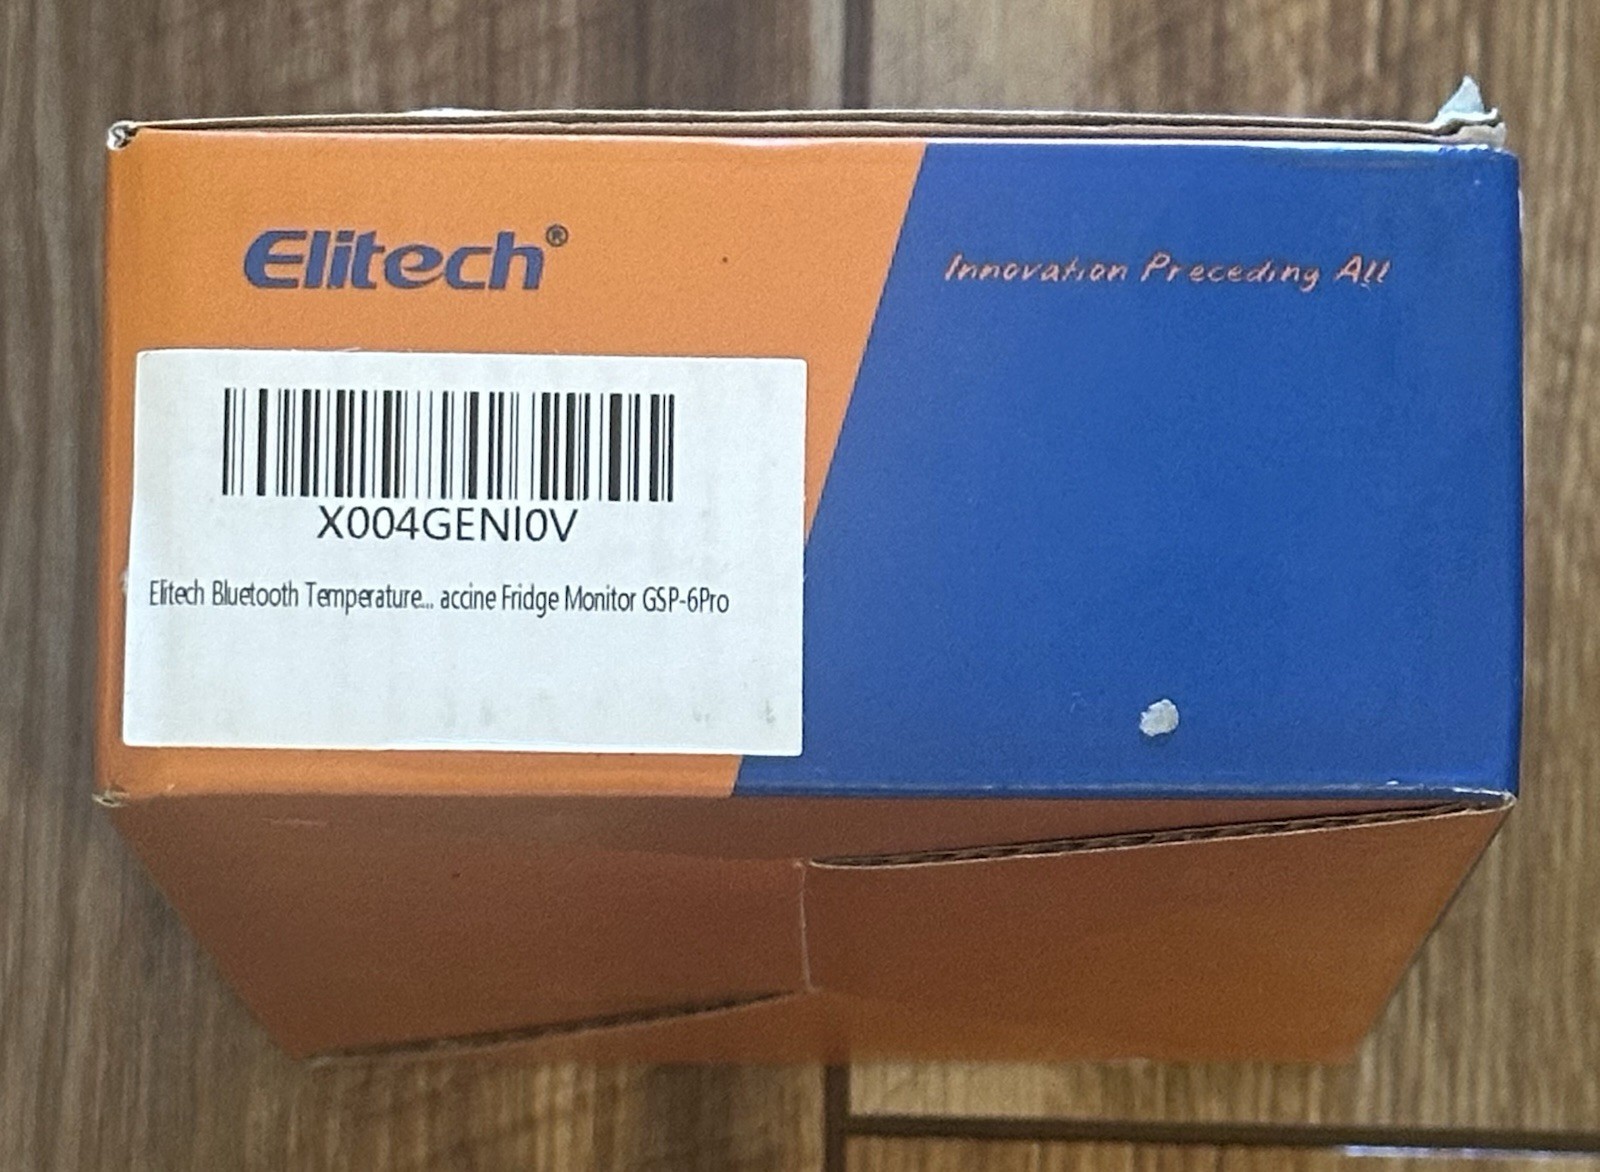 Elitech®
Innovation Preceding All
X004GENI0V
Elitech Bluetooth Temperature... accine Fridge Monitor GSP-6Pro